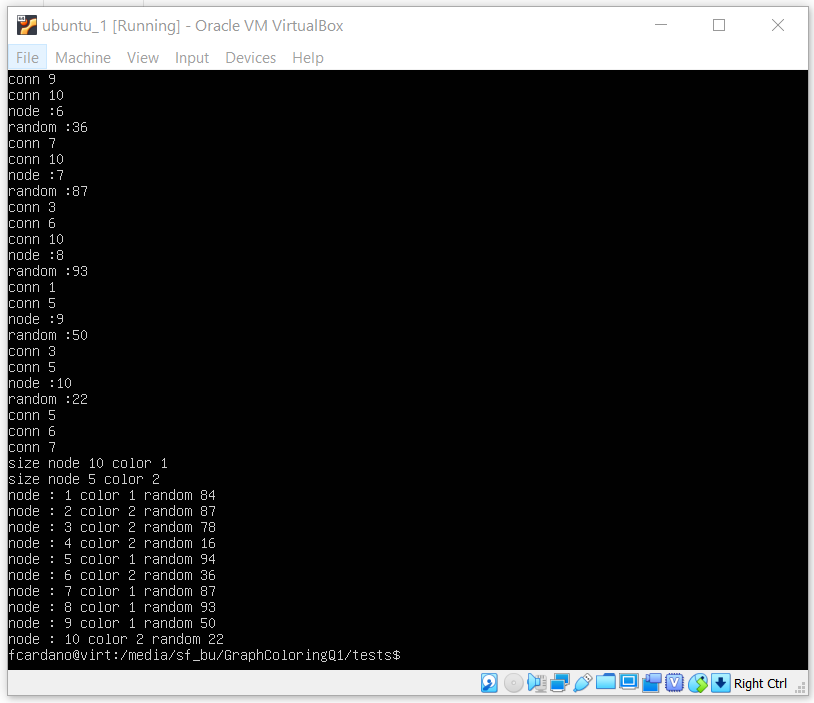 ubuntu_1 [Running] - Oracle VM VirtualBox
File Machine View Input Devices Help
conn 9
conn 10
node :6
random :36
conn 7
conn 10
node :7
random :87
conn 3
conn 6
conn 10
node :8
random :93
conn 1
conn 5
node :9
random :50
conn 3
conn 5
node :10
random :22
conn 5
conn 6
conn 7
size node 10 color 1
size node 5 color 2
node : 1 color 1 random 84
node : 2 color 2 random 87
node : 3 color 2 random 78
node : 4 color 2 random 16
node : 5 color 1 random 94
node : 6 color 2 random 36
node : 7 color 1 random 87
node : 8 color 1 random 93
node : 9 color 1 random 50
node : 10 color 2 random 22
fcardano@virt:/media/sf_bu/GraphColoringQ1/tests$
Right Ctrl